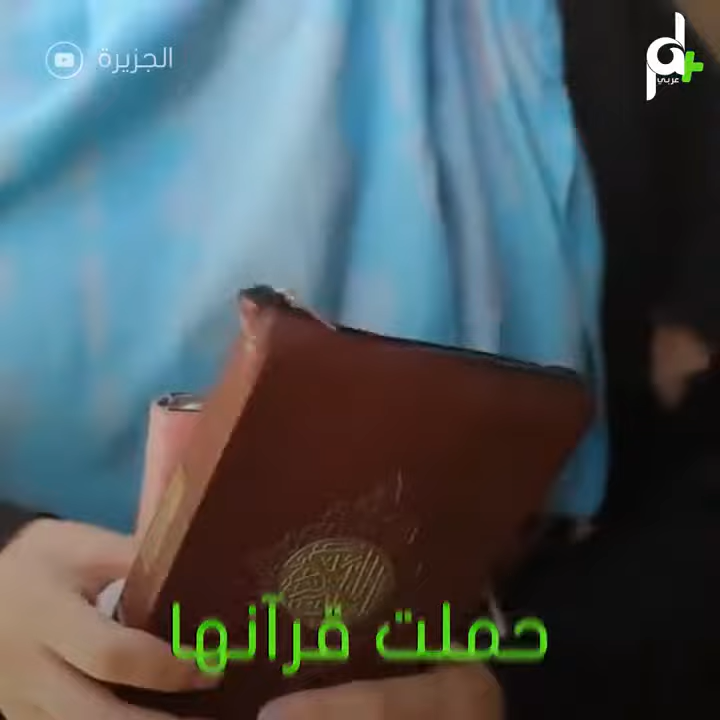 الجزيرة
عربي
حملت قرآنها